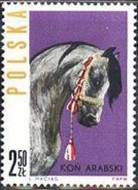 POLSKA
2.50
ZŁ
KOŃ ARABSKI